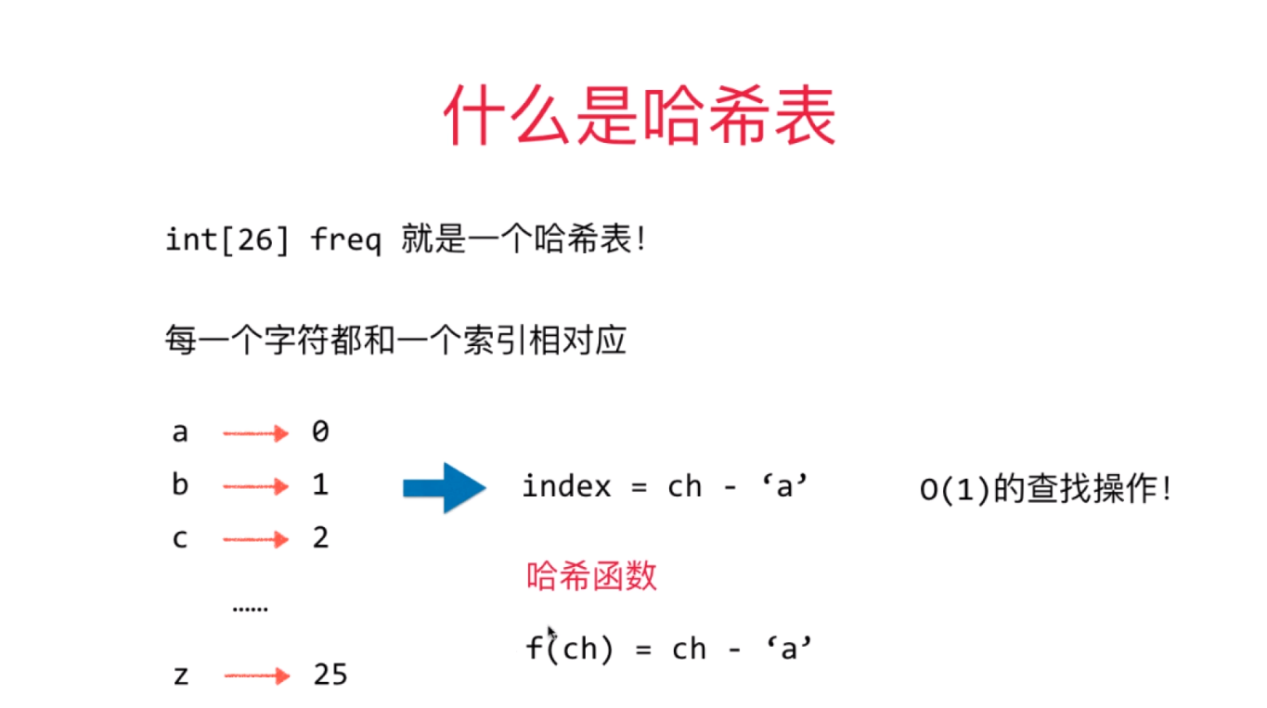 什么是哈希表
int[26] freq 就是一个哈希表！
每一个字符都和一个索引相对应
a 0
b 1
c 2
……
z 25
index = ch - ‘a’
O(1)的查找操作！
哈希函数
f(ch) = ch - ‘a’